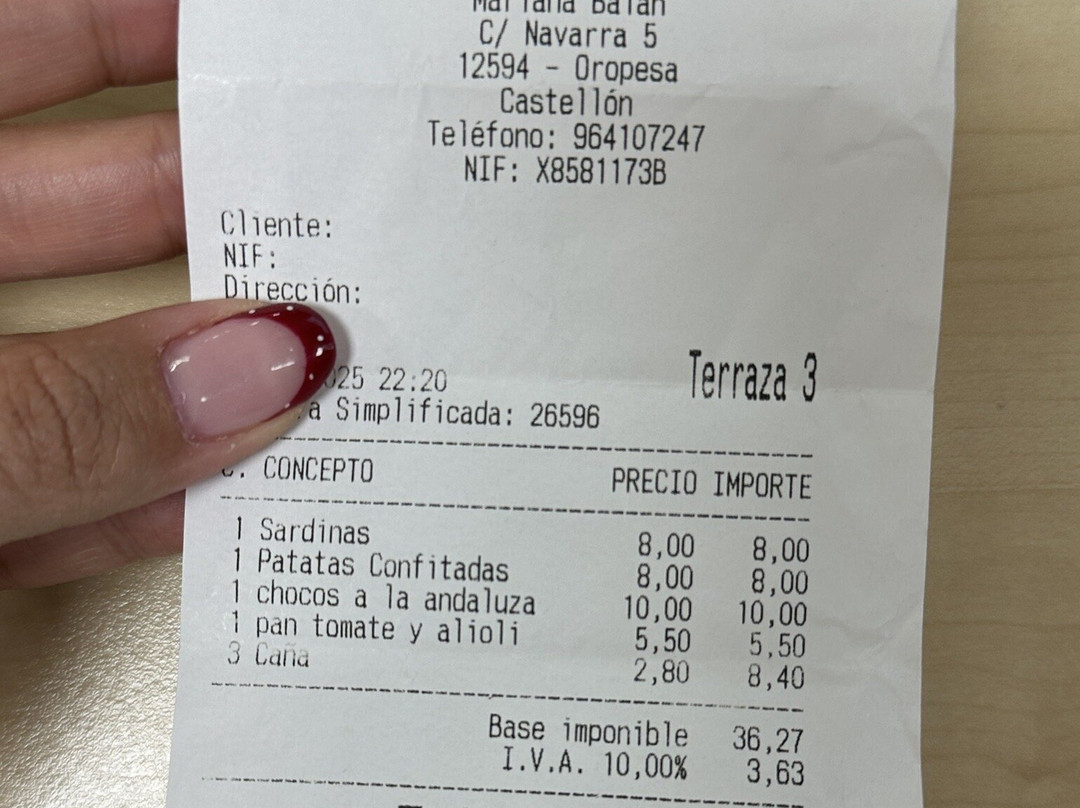 Mariana Balan
C/ Navarra 5
12594 - Oropesa
Castellón
Teléfono: 964107247
NIF: X8581173B
Cliente:
NIF:
Dirección:
025 22:20
Terraza 3
a Simplificada: 26596
C. CONCEPTO PRECIO IMPORTE
1 Sardinas 8,00 8,00
1 Patatas Confitadas 8,00 8,00
1 chocos a la andaluza 10,00 10,00
1 pan tomate y alioli 5,50 5,50
3 Caña 2,80 8,40
Base imponible 36,27
I.V.A. 10,00% 3,63